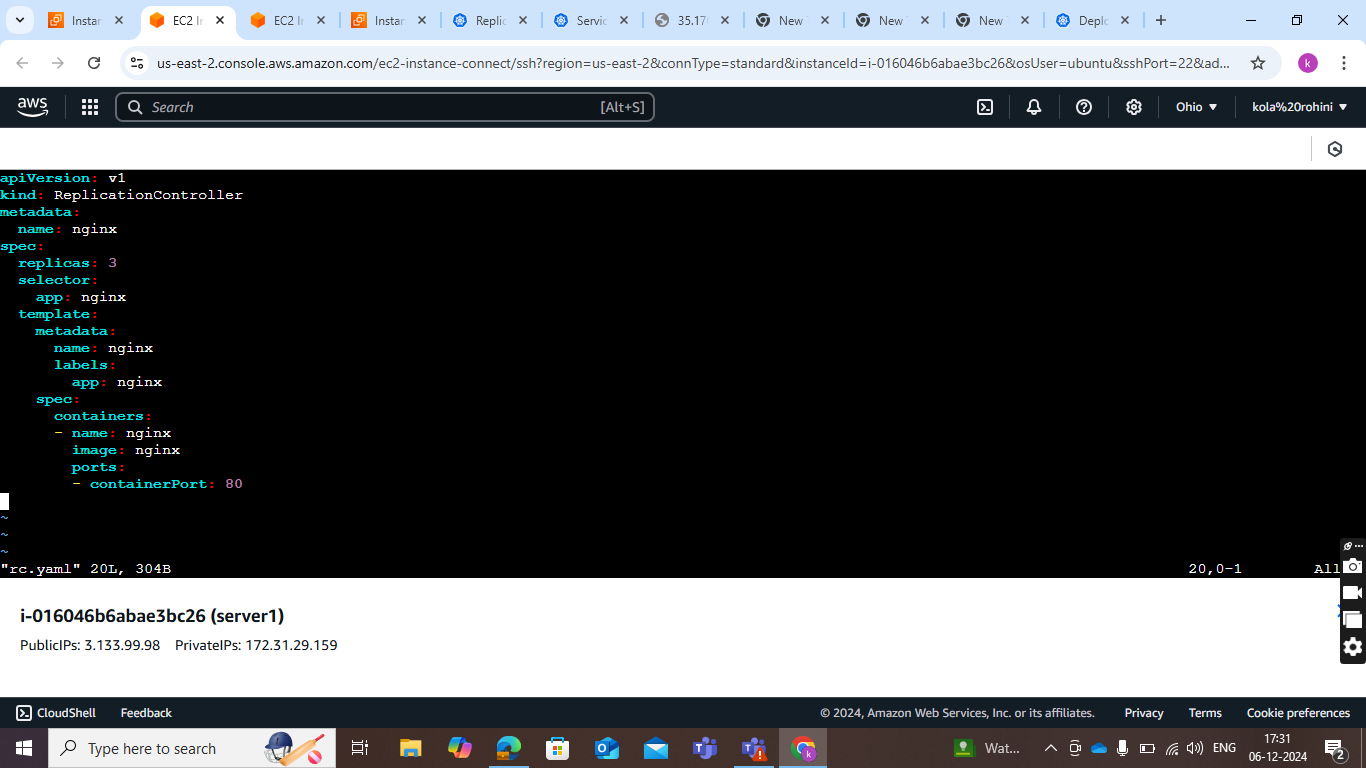 Instan
EC2 In
EC2 In
Instan
Replic
Servic
35.17
New
New
New
Deplo
us-east-2.console.aws.amazon.com/ec2-instance-connect/ssh?region=us-east-2&connType=standard&instanceId=i-016046b6abae3bc26&osUser=ubuntu&sshPort=22&ad...
k
aws
Search
[Alt+S]
Ohio
kola%20rohini
apiVersion: v1
kind: ReplicationController
metadata:
  name: nginx
spec:
  replicas: 3
  selector:
    app: nginx
  template:
    metadata:
      name: nginx
      labels:
        app: nginx
    spec:
      containers:
      - name: nginx
        image: nginx
        ports:
        - containerPort: 80
~
~
~
"rc.yaml" 20L, 304B 20,0-1 All
i-016046b6abae3bc26 (server1)
PublicIPs: 3.133.99.98 PrivateIPs: 172.31.29.159
CloudShell Feedback © 2024, Amazon Web Services, Inc. or its affiliates. Privacy Terms Cookie preferences
Type here to search
Wat...
ENG
17:31
06-12-2024
2